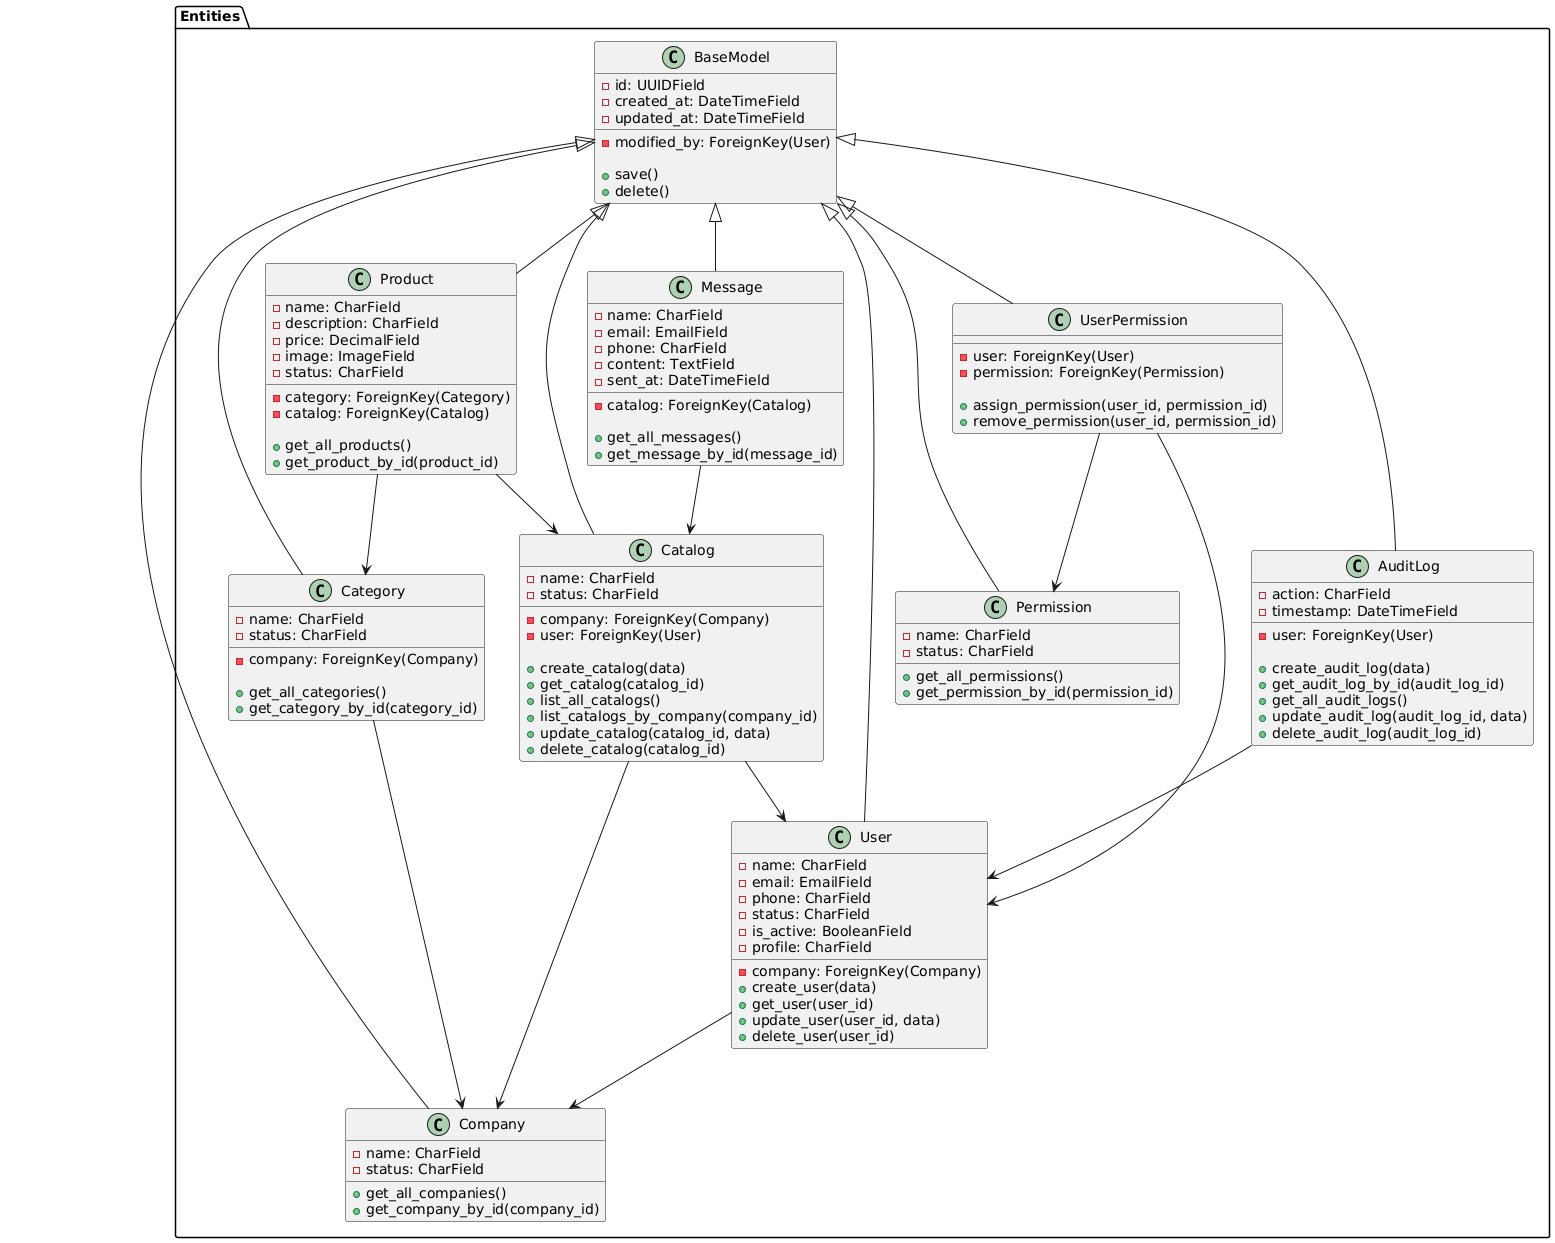 Entities
C BaseModel
id: UUIDField
created_at: DateTimeField
updated_at: DateTimeField
modified_by: ForeignKey(User)
save()
delete()
C Product
name: CharField
description: CharField
price: DecimalField
image: ImageField
status: CharField
category: ForeignKey(Category)
catalog: ForeignKey(Catalog)
get_all_products()
get_product_by_id(product_id)
C Message
name: CharField
email: EmailField
phone: CharField
content: TextField
sent_at: DateTimeField
catalog: ForeignKey(Catalog)
get_all_messages()
get_message_by_id(message_id)
C UserPermission
user: ForeignKey(User)
permission: ForeignKey(Permission)
assign_permission(user_id, permission_id)
remove_permission(user_id, permission_id)
C Category
name: CharField
status: CharField
company: ForeignKey(Company)
get_all_categories()
get_category_by_id(category_id)
C Catalog
name: CharField
status: CharField
company: ForeignKey(Company)
user: ForeignKey(User)
create_catalog(data)
get_catalog(catalog_id)
list_all_catalogs()
list_catalogs_by_company(company_id)
update_catalog(catalog_id, data)
delete_catalog(catalog_id)
C Permission
name: CharField
status: CharField
get_all_permissions()
get_permission_by_id(permission_id)
C AuditLog
action: CharField
timestamp: DateTimeField
user: ForeignKey(User)
create_audit_log(data)
get_audit_log_by_id(audit_log_id)
get_all_audit_logs()
update_audit_log(audit_log_id, data)
delete_audit_log(audit_log_id)
C User
name: CharField
email: EmailField
phone: CharField
status: CharField
is_active: BooleanField
profile: CharField
company: ForeignKey(Company)
create_user(data)
get_user(user_id)
update_user(user_id, data)
delete_user(user_id)
C Company
name: CharField
status: CharField
get_all_companies()
get_company_by_id(company_id)